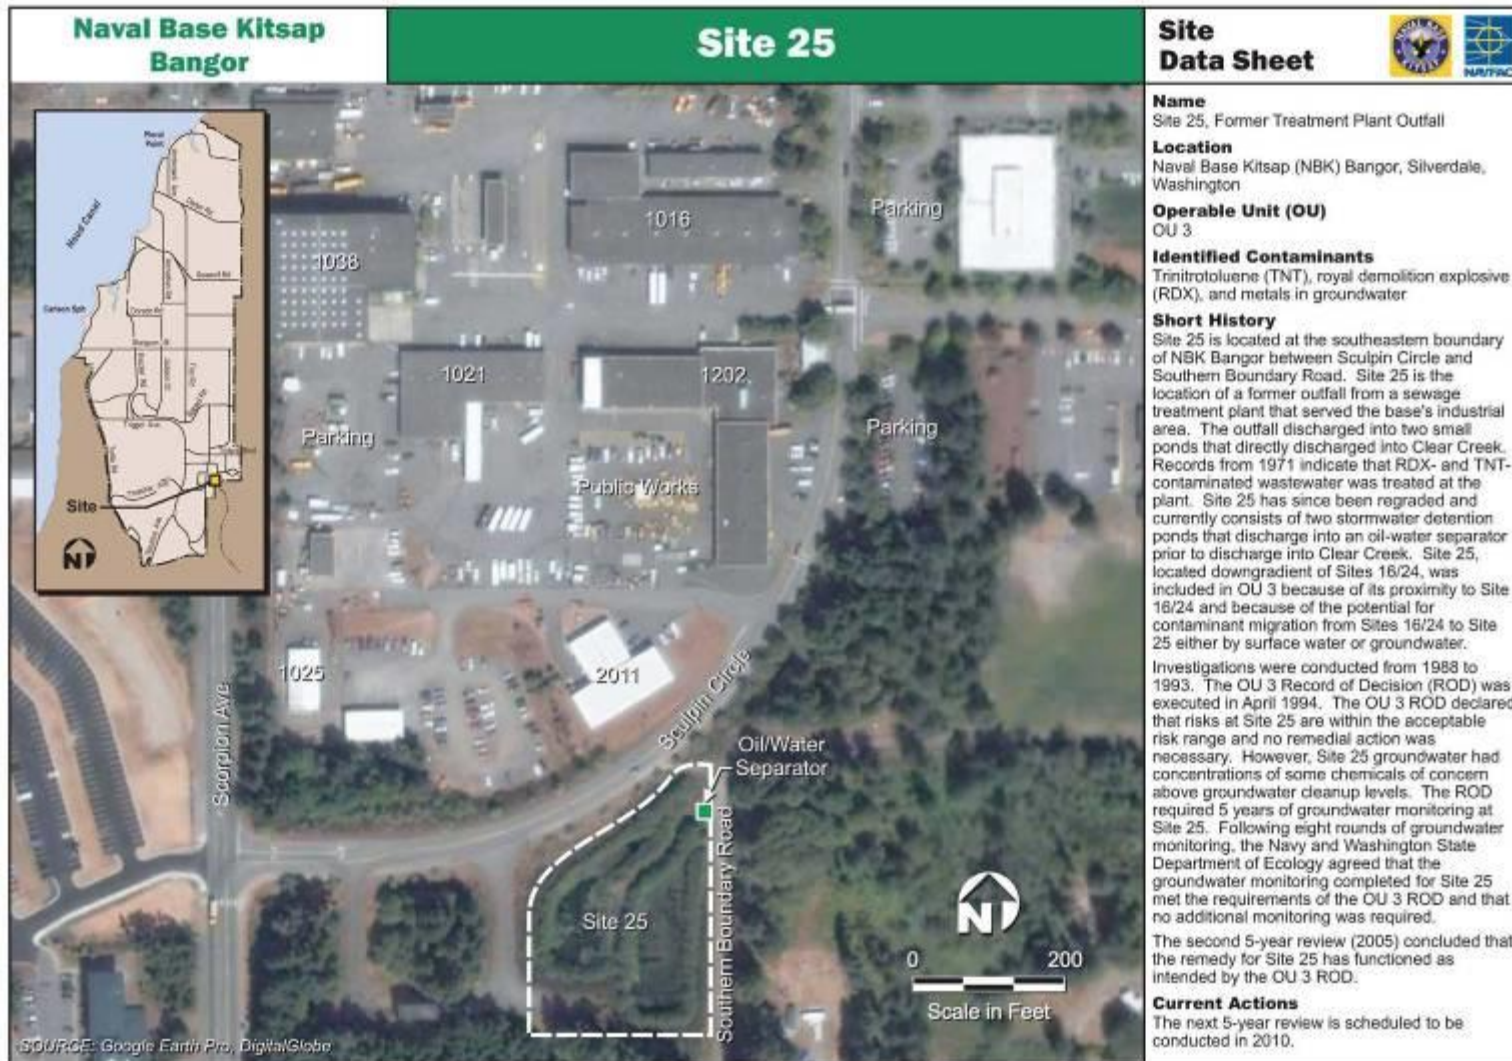 Naval Base Kitsap
Bangor
Site 25
Site
Data Sheet
NAVFAC
Name
Site 25, Former Treatment Plant Outfall
Location
Naval Base Kitsap (NBK) Bangor, Silverdale,
Washington
Operable Unit (OU)
OU 3
Identified Contaminants
Trinitrotoluene (TNT), royal demolition explosive
(RDX), and metals in groundwater
Short History
Site 25 is located at the southeastern boundary
of NBK Bangor between Sculpin Circle and
Southern Boundary Road. Site 25 is the
location of a former outfall from a sewage
treatment plant that served the base's industrial
area. The outfall discharged into two small
ponds that directly discharged into Clear Creek.
Records from 1971 indicate that RDX- and TNT-
contaminated wastewater was treated at the
plant. Site 25 has since been regraded and
currently consists of two stormwater detention
ponds that discharge into an oil-water separator
prior to discharge into Clear Creek. Site 25,
located downgradient of Sites 16/24, was
included in OU 3 because of its proximity to Site
16/24 and because of the potential for
contaminant migration from Sites 16/24 to Site
25 either by surface water or groundwater.
Investigations were conducted from 1988 to
1993. The OU 3 Record of Decision (ROD) was
executed in April 1994. The OU 3 ROD declared
that risks at Site 25 are within the acceptable
risk range and no remedial action was
necessary. However, Site 25 groundwater had
concentrations of some chemicals of concern
above groundwater cleanup levels. The ROD
required 5 years of groundwater monitoring at
Site 25. Following eight rounds of groundwater
monitoring, the Navy and Washington State
Department of Ecology agreed that the
groundwater monitoring completed for Site 25
met the requirements of the OU 3 ROD and that
no additional monitoring was required.
The second 5-year review (2005) concluded that
the remedy for Site 25 has functioned as
intended by the OU 3 ROD.
Current Actions
The next 5-year review is scheduled to be
conducted in 2010.
Hood Canal
Site
N
1036
1016
Parking
1021
1202
Parking
Parking
Public Works
1025
2011
Scorpion Ave
Sculpin Circle
Oil/Water
Separator
Southern Boundary Road
Site 25
N
0 200
Scale in Feet
SOURCE: Google Earth Pro, DigitalGlobe